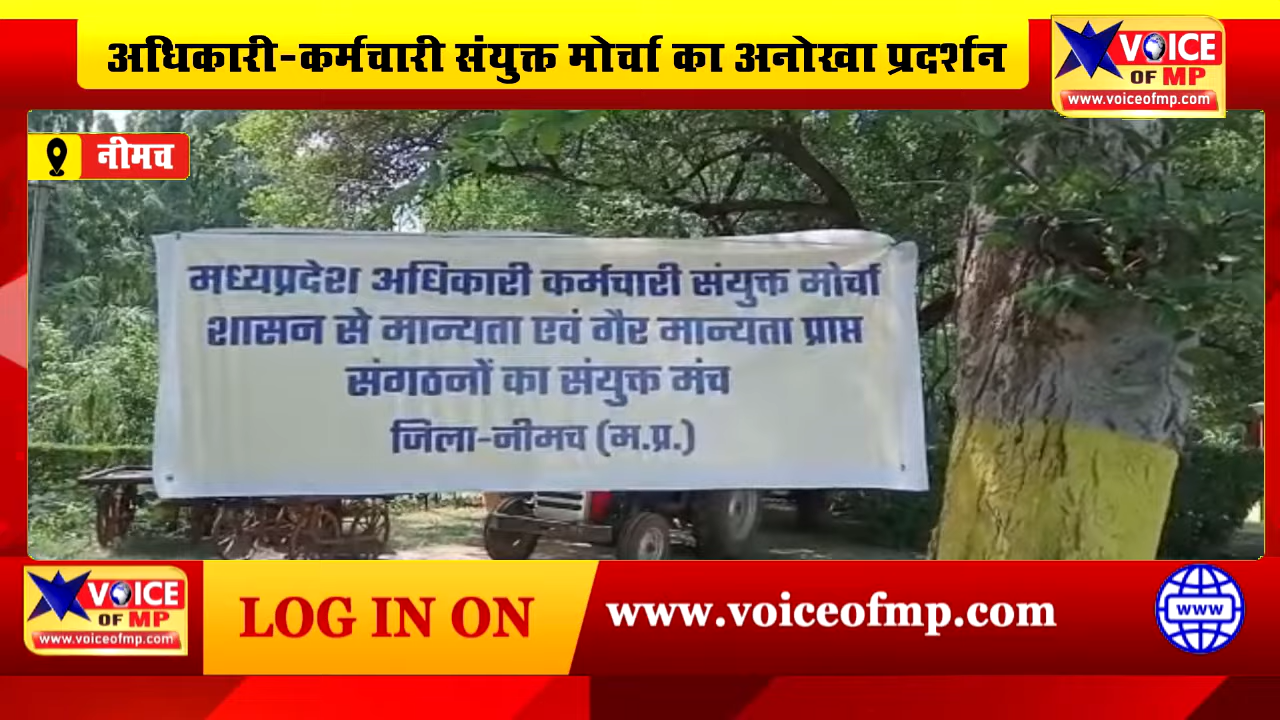 अधिकारी-कर्मचारी संयुक्त मोर्चा का अनोखा प्रदर्शन
VOICE
OF MP
www.voiceofmp.com
नीमच
मध्यप्रदेश अधिकारी कर्मचारी संयुक्त मोर्चा
शासन से मान्यता एवं गैर मान्यता प्राप्त
संगठनों का संयुक्त मंच
जिला-नीमच (म.प्र.)
VOICE
OF MP
www.voiceofmp.com
LOG IN ON
www.voiceofmp.com
www